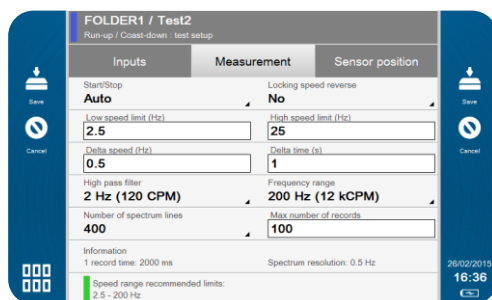 FOLDER1 / Test2
Run-up / Coast-down : test setup
Inputs Measurement Sensor position
Start/Stop Locking speed reverse
Auto No
Low speed limit (Hz) High speed limit (Hz)
2.5 25
Delta speed (Hz) Delta time (s)
0.5 1
High pass filter Frequency range
2 Hz (120 CPM) 200 Hz (12 kCPM)
Number of spectrum lines Max number of records
400 100
Information
1 record time: 2000 ms Spectrum resolution: 0.5 Hz
Speed range recommended limits:
2.5 - 200 Hz
Save
Cancel
Save
Cancel
26/02/2015
16:36